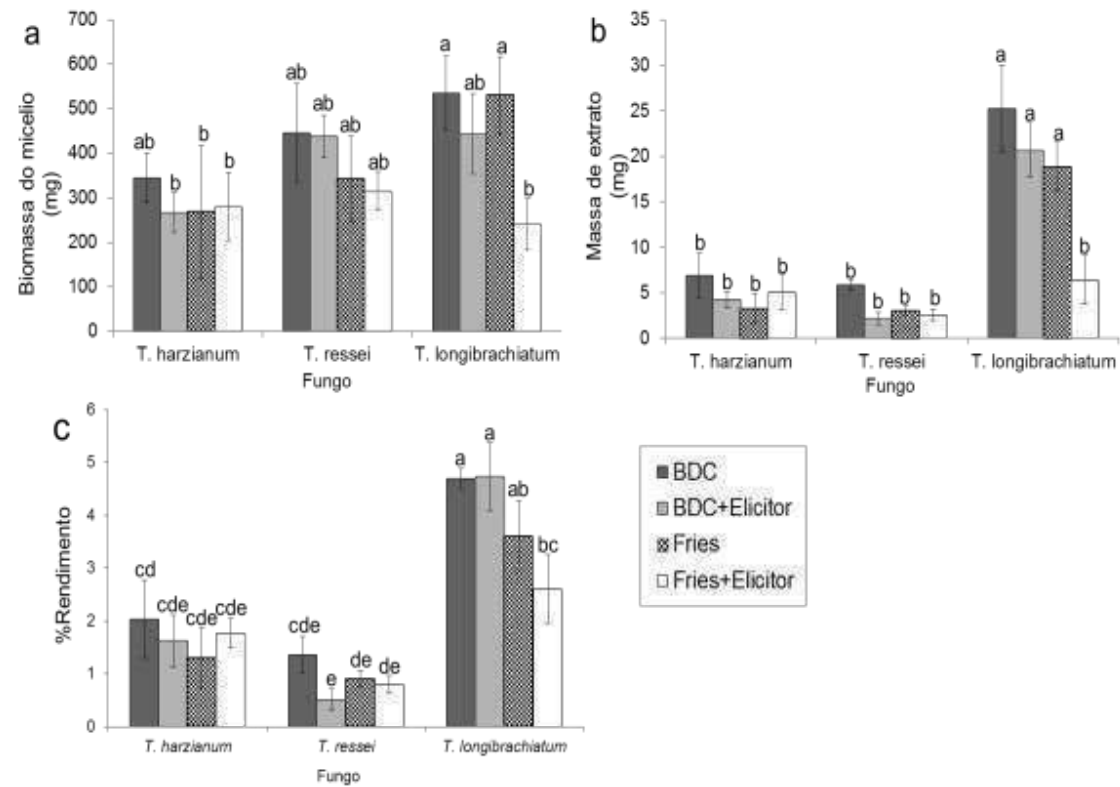 a
Biomassa do micelio
(mg)
700
600
500
400
300
200
100
0
ab
b
b
b
ab
ab
ab
ab
a
ab
a
b
T. harzianum
T. ressei
T. longibrachiatum
Fungo
b
Massa de extrato
(mg)
35
30
25
20
15
10
5
0
b
b
b
b
b
b
b
b
a
a
a
b
T. harzianum
T. ressei
T. longibrachiatum
Fungo
c
%Rendimento
6
5
4
3
2
1
0
cd
cde
cde
cde
cde
e
de
de
a
a
ab
bc
T. harzianum
T. ressei
T. longibrachiatum
Fungo
BDC
BDC+Elicitor
Fries
Fries+Elicitor